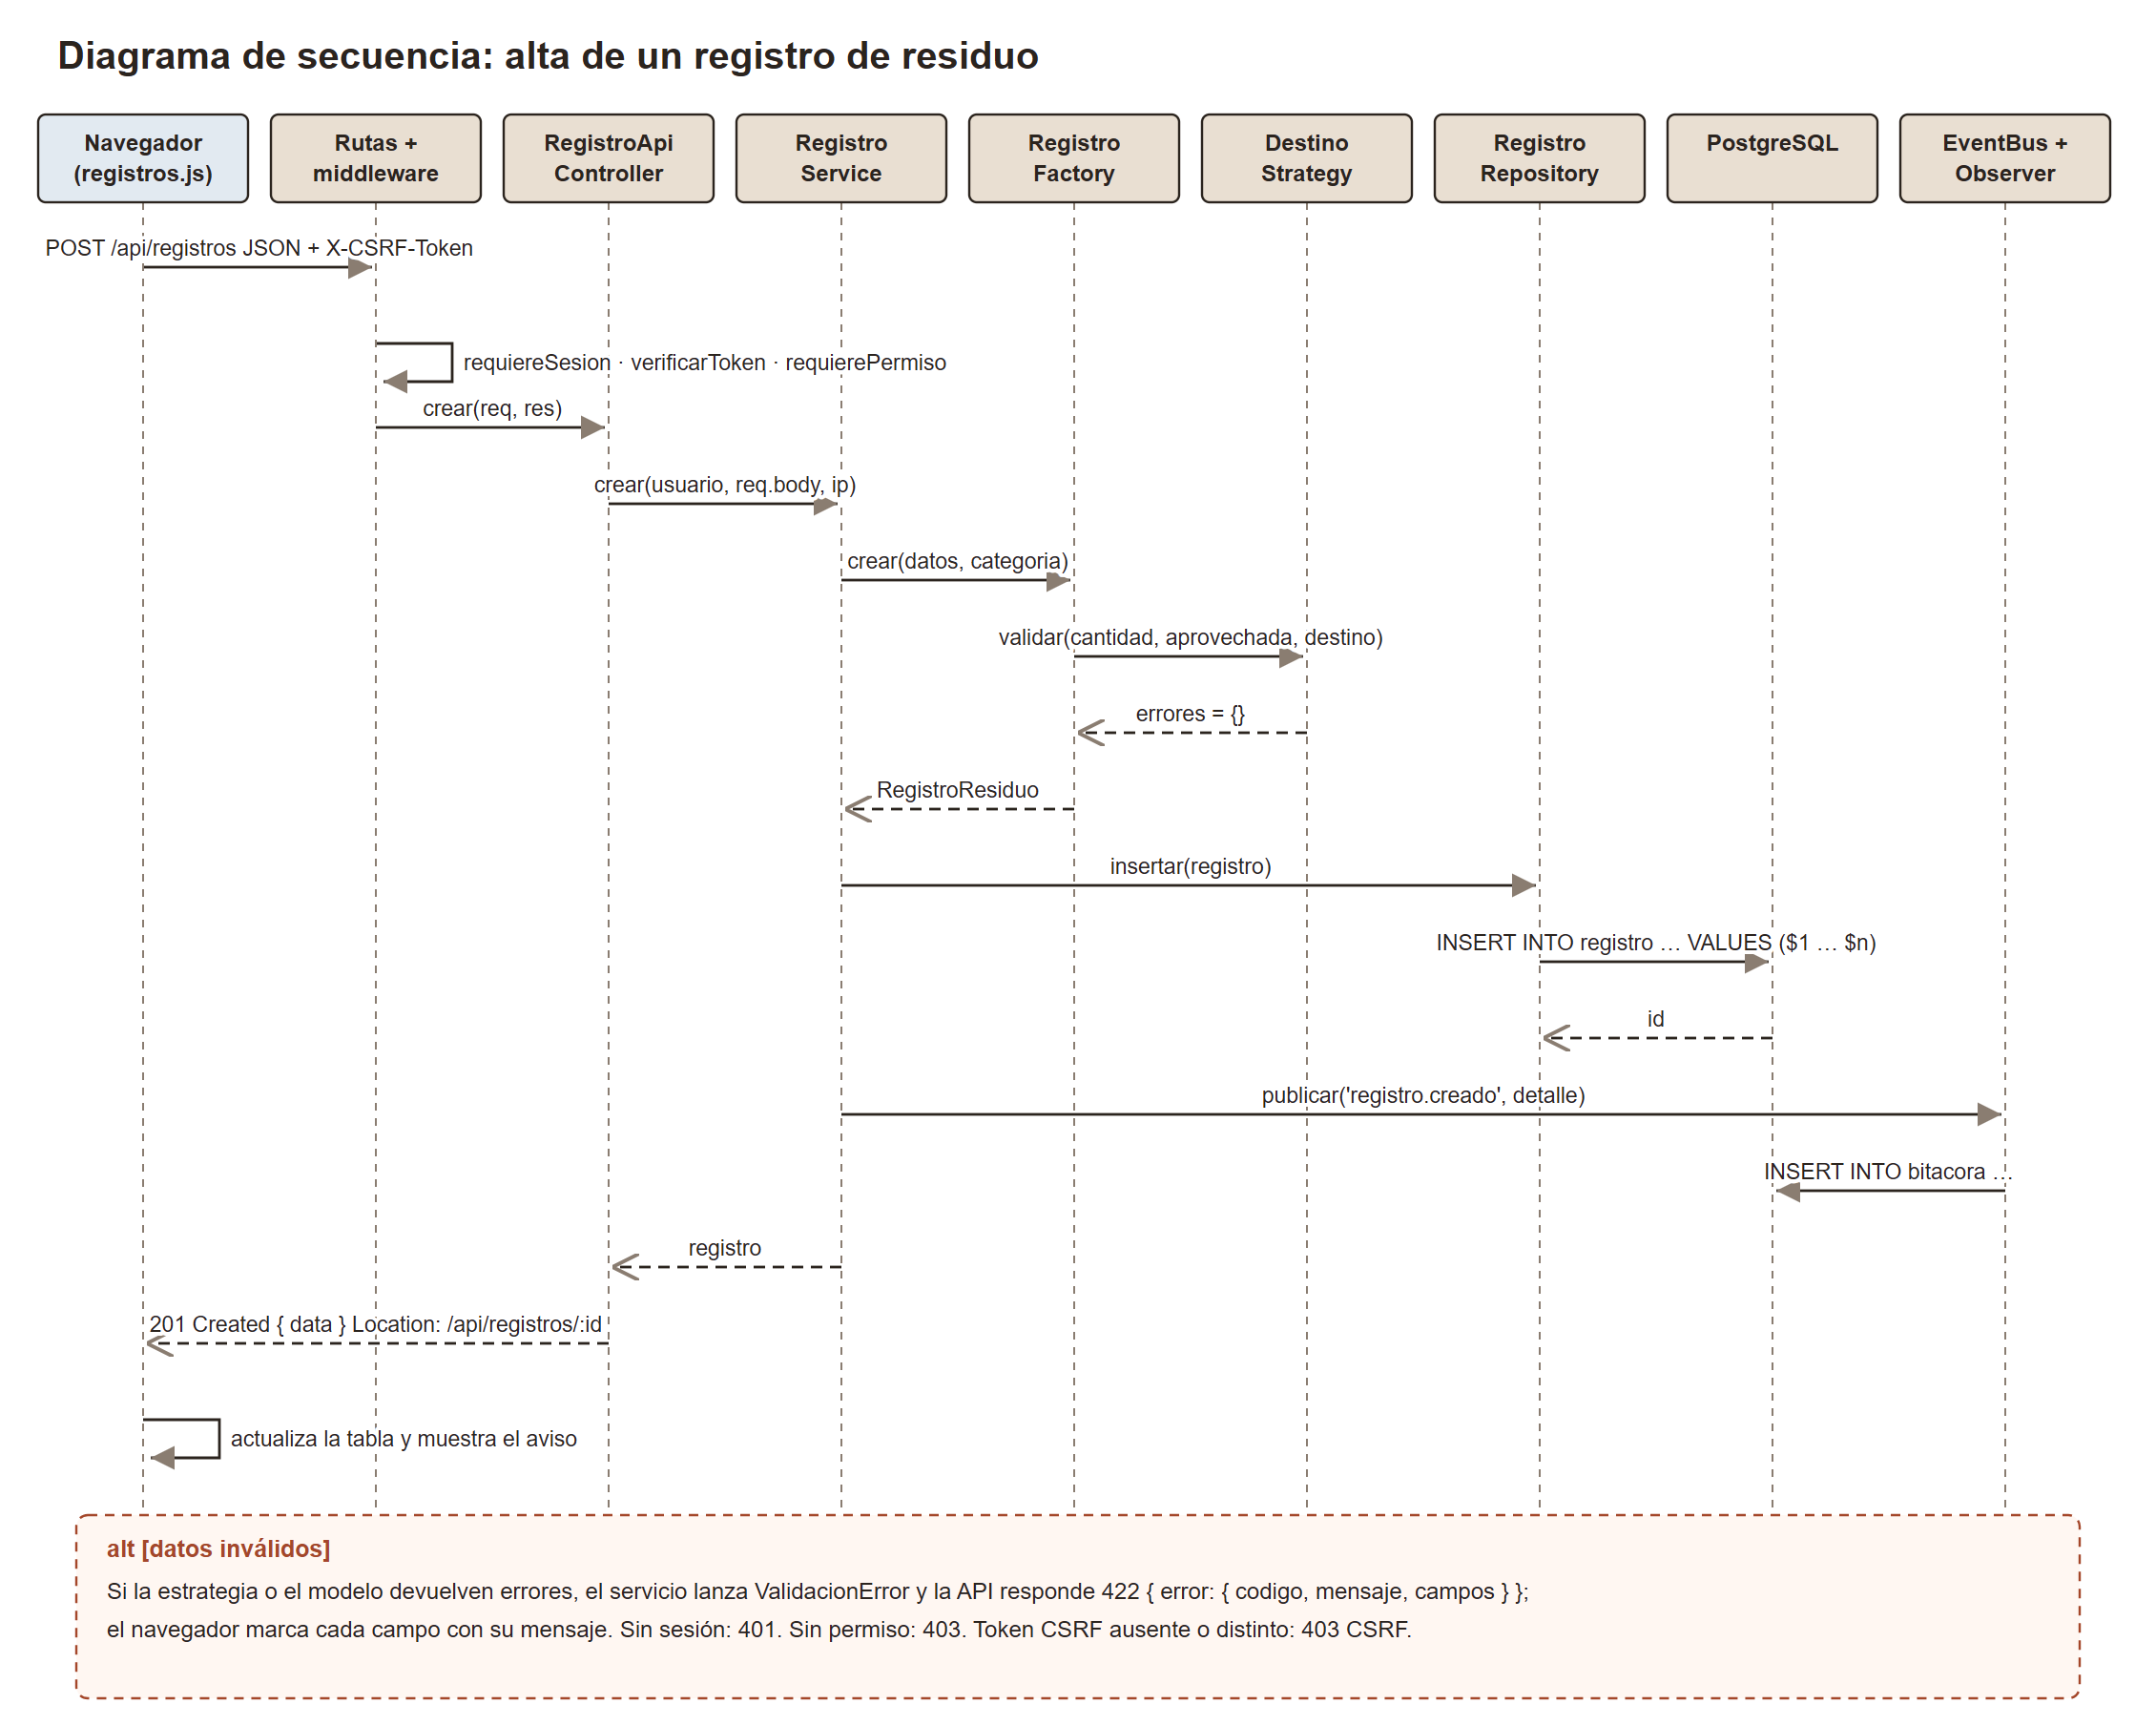 Diagrama de secuencia: alta de un registro de residuo
Navegador
(registros.js)
Rutas +
middleware
RegistroApi
Controller
Registro
Service
Registro
Factory
Destino
Strategy
Registro
Repository
PostgreSQL
EventBus +
Observer
POST /api/registros JSON + X-CSRF-Token
requiereSesion · verificarToken · requierePermiso
crear(req, res)
crear(usuario, req.body, ip)
crear(datos, categoria)
validar(cantidad, aprovechada, destino)
errores = {}
RegistroResiduo
insertar(registro)
INSERT INTO registro … VALUES ($1 … $n)
id
publicar('registro.creado', detalle)
INSERT INTO bitacora …
registro
201 Created { data } Location: /api/registros/:id
actualiza la tabla y muestra el aviso
alt [datos inválidos]
Si la estrategia o el modelo devuelven errores, el servicio lanza ValidacionError y la API responde 422 { error: { codigo, mensaje, campos } };
el navegador marca cada campo con su mensaje. Sin sesión: 401. Sin permiso: 403. Token CSRF ausente o distinto: 403 CSRF.